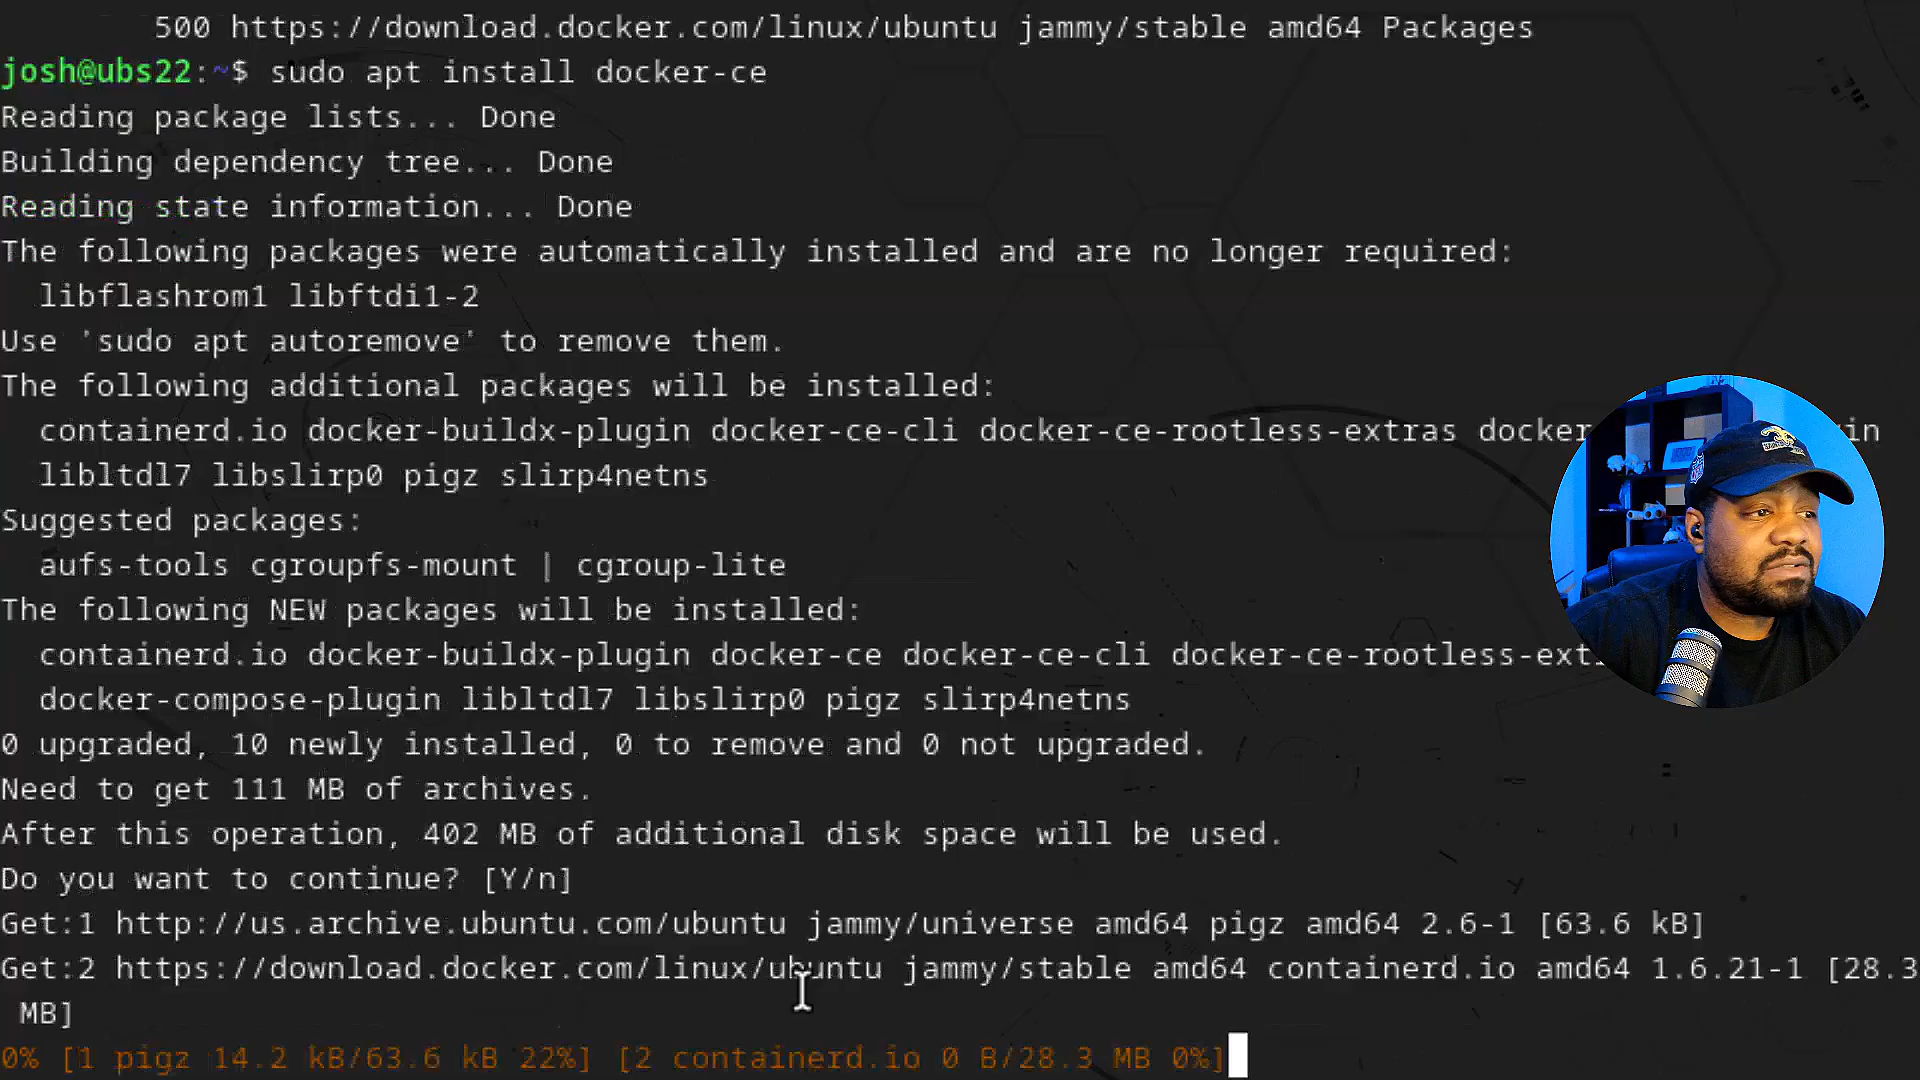 500 https://download.docker.com/linux/ubuntu jammy/stable amd64 Packages
josh@ubs22:~$ sudo apt install docker-ce
Reading package lists... Done
Building dependency tree... Done
Reading state information... Done
The following packages were automatically installed and are no longer required:
libflashrom1 libftdi1-2
Use 'sudo apt autoremove' to remove them.
The following additional packages will be installed:
containerd.io docker-buildx-plugin docker-ce-cli docker-ce-rootless-extras docker in
libltdl7 libslirp0 pigz slirp4netns
Suggested packages:
aufs-tools cgroupfs-mount | cgroup-lite
The following NEW packages will be installed:
containerd.io docker-buildx-plugin docker-ce docker-ce-cli docker-ce-rootless-ext
docker-compose-plugin libltdl7 libslirp0 pigz slirp4netns
0 upgraded, 10 newly installed, 0 to remove and 0 not upgraded.
Need to get 111 MB of archives.
After this operation, 402 MB of additional disk space will be used.
Do you want to continue? [Y/n]
Get:1 http://us.archive.ubuntu.com/ubuntu jammy/universe amd64 pigz amd64 2.6-1 [63.6 kB]
Get:2 https://download.docker.com/linux/ubuntu jammy/stable amd64 containerd.io amd64 1.6.21-1 [28.3
MB]
0% [1 pigz 14.2 kB/63.6 kB 22%] [2 containerd.io 0 B/28.3 MB 0%]